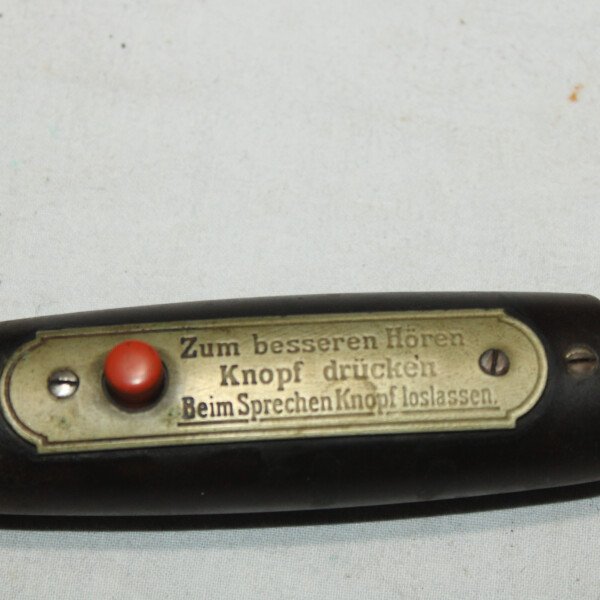 Zum besseren Hören
Knopf drücken
Beim Sprechen Knopf loslassen.